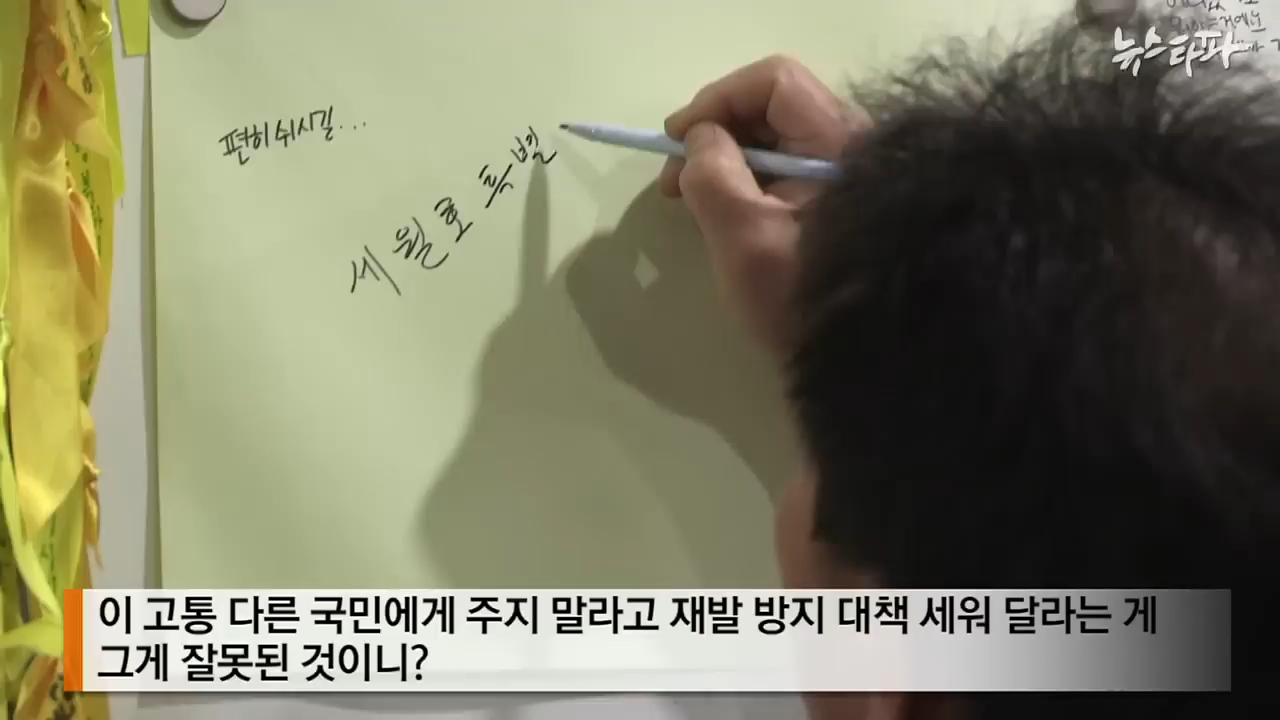 뉴스타파
편히 쉬시길...
세월호 특별
이 고통 다른 국민에게 주지 말라고 재발 방지 대책 세워 달라는 게
그게 잘못된 것이니?